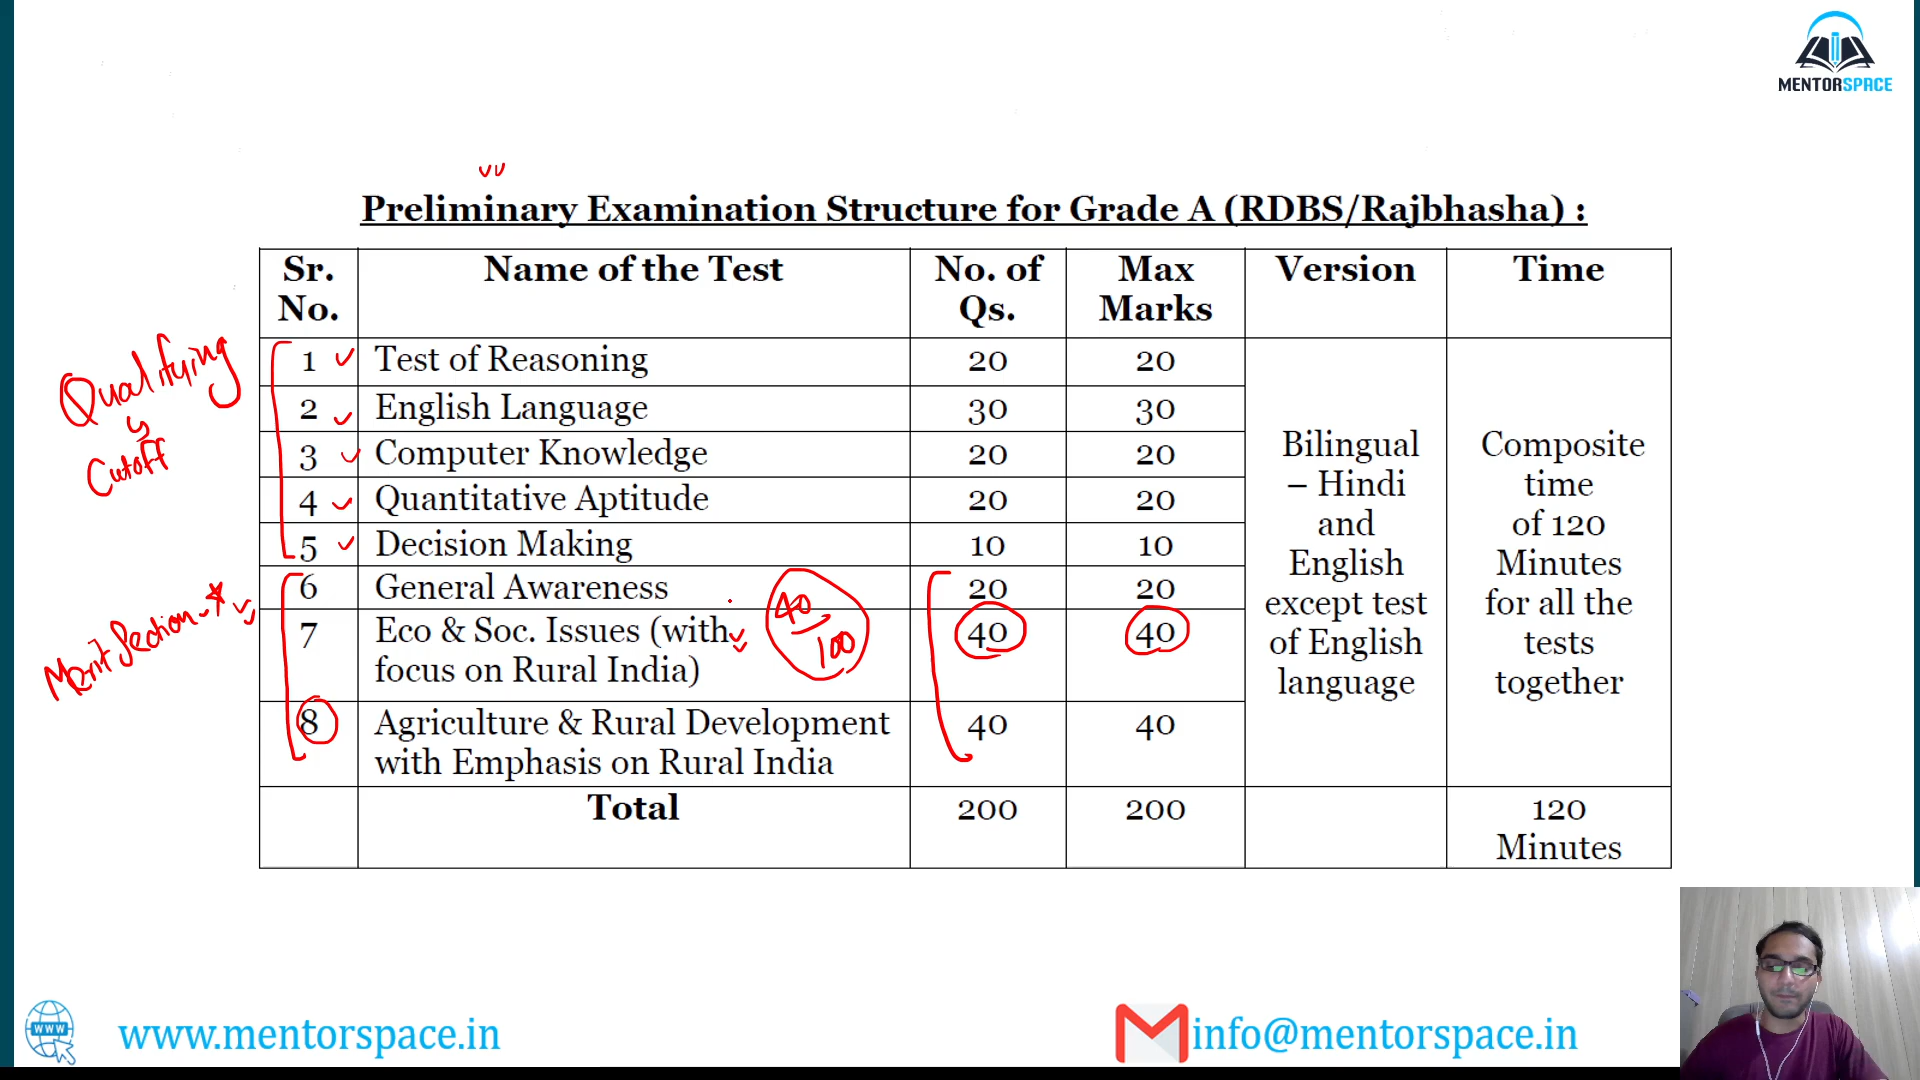 MENTORSPACE
Preliminary Examination Structure for Grade A (RDBS/Rajbhasha) :
Sr. No. Name of the Test No. of Qs. Max Marks Version Time
1 Test of Reasoning 20 20
2 English Language 30 30
3 Computer Knowledge 20 20
4 Quantitative Aptitude 20 20
5 Decision Making 10 10
6 General Awareness 20 20
7 Eco & Soc. Issues (with 40 40
focus on Rural India)
8 Agriculture & Rural Development 40 40
with Emphasis on Rural India
Bilingual
– Hindi
and
English
except test
of English
language
Composite
time
of 120
Minutes
for all the
tests
together
Total 200 200 120
Minutes
Qualifying
Cutoff
Merit Section
40
100
www
www.mentorspace.in
info@mentorspace.in